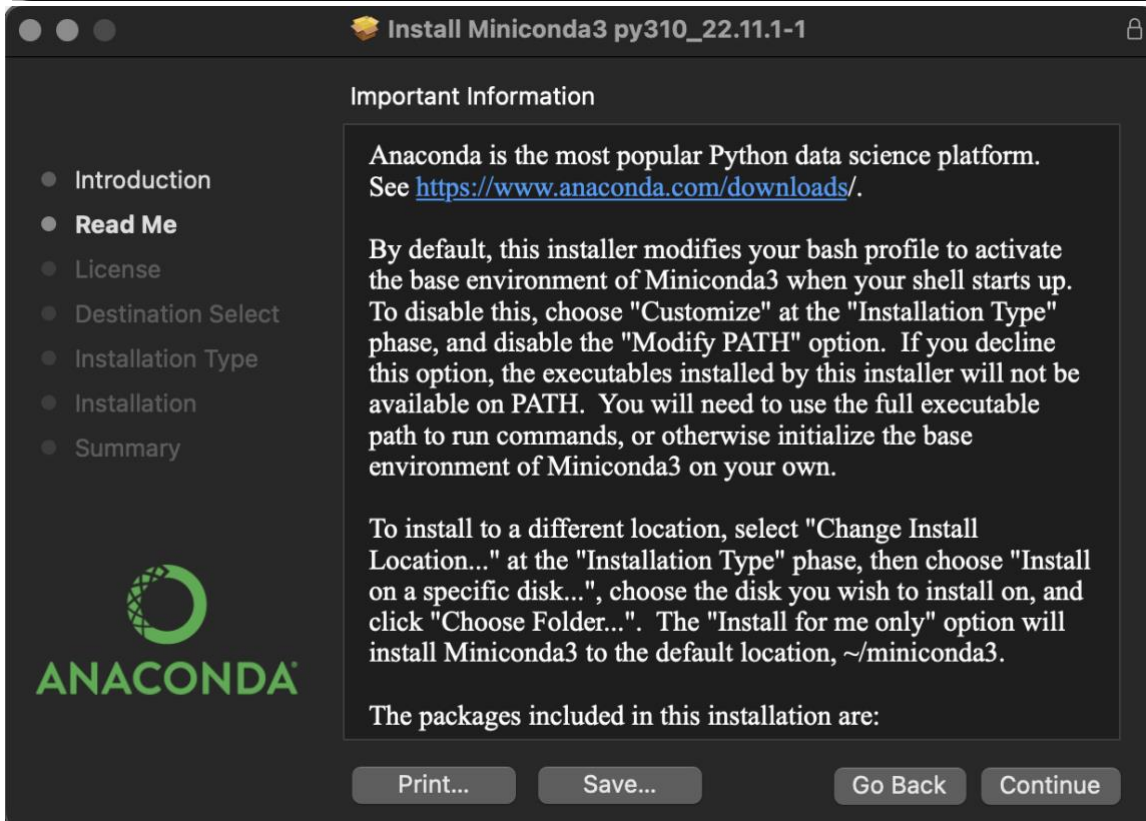 Install Miniconda3 py310_22.11.1-1
Important Information
Introduction
Read Me
License
Destination Select
Installation Type
Installation
Summary
ANACONDA
Anaconda is the most popular Python data science platform.
See https://www.anaconda.com/downloads/.
By default, this installer modifies your bash profile to activate
the base environment of Miniconda3 when your shell starts up.
To disable this, choose "Customize" at the "Installation Type"
phase, and disable the "Modify PATH" option.  If you decline
this option, the executables installed by this installer will not be
available on PATH.  You will need to use the full executable
path to run commands, or otherwise initialize the base
environment of Miniconda3 on your own.
To install to a different location, select "Change Install
Location..." at the "Installation Type" phase, then choose "Install
on a specific disk...", choose the disk you wish to install on, and
click "Choose Folder...".  The "Install for me only" option will
install Miniconda3 to the default location, ~/miniconda3.
The packages included in this installation are:
Print...
Save...
Go Back
Continue